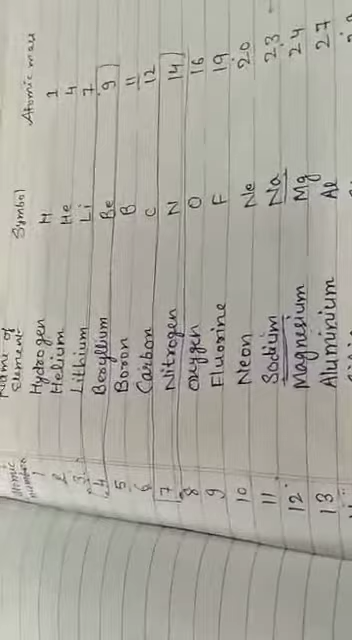 Atomic number Name of Element Symbol Atomic mass
1 Hydrogen H 1
2 Helium He 4
3 Lithium Li 7
4 Beryllium Be 9
5 Boron B 11
6 Carbon C 12
7 Nitrogen N 14
8 Oxygen O 16
9 Fluorine F 19
10 Neon Ne 20
11 Sodium Na 23
12 Magnesium Mg 24
13 Aluminium Al 27